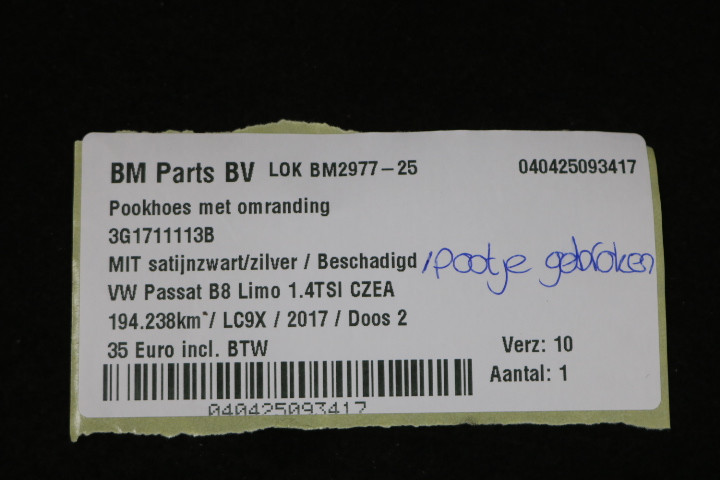 BM Parts BV LOK BM2977-25 040425093417
Pookhoes met omranding
3G1711113B
MIT satijnzwart/zilver / Beschadigd /pootje gebroken
VW Passat B8 Limo 1.4TSI CZEA
194.238km*/ LC9X / 2017 / Doos 2
35 Euro incl. BTW Verz: 10
Aantal: 1
040425093417